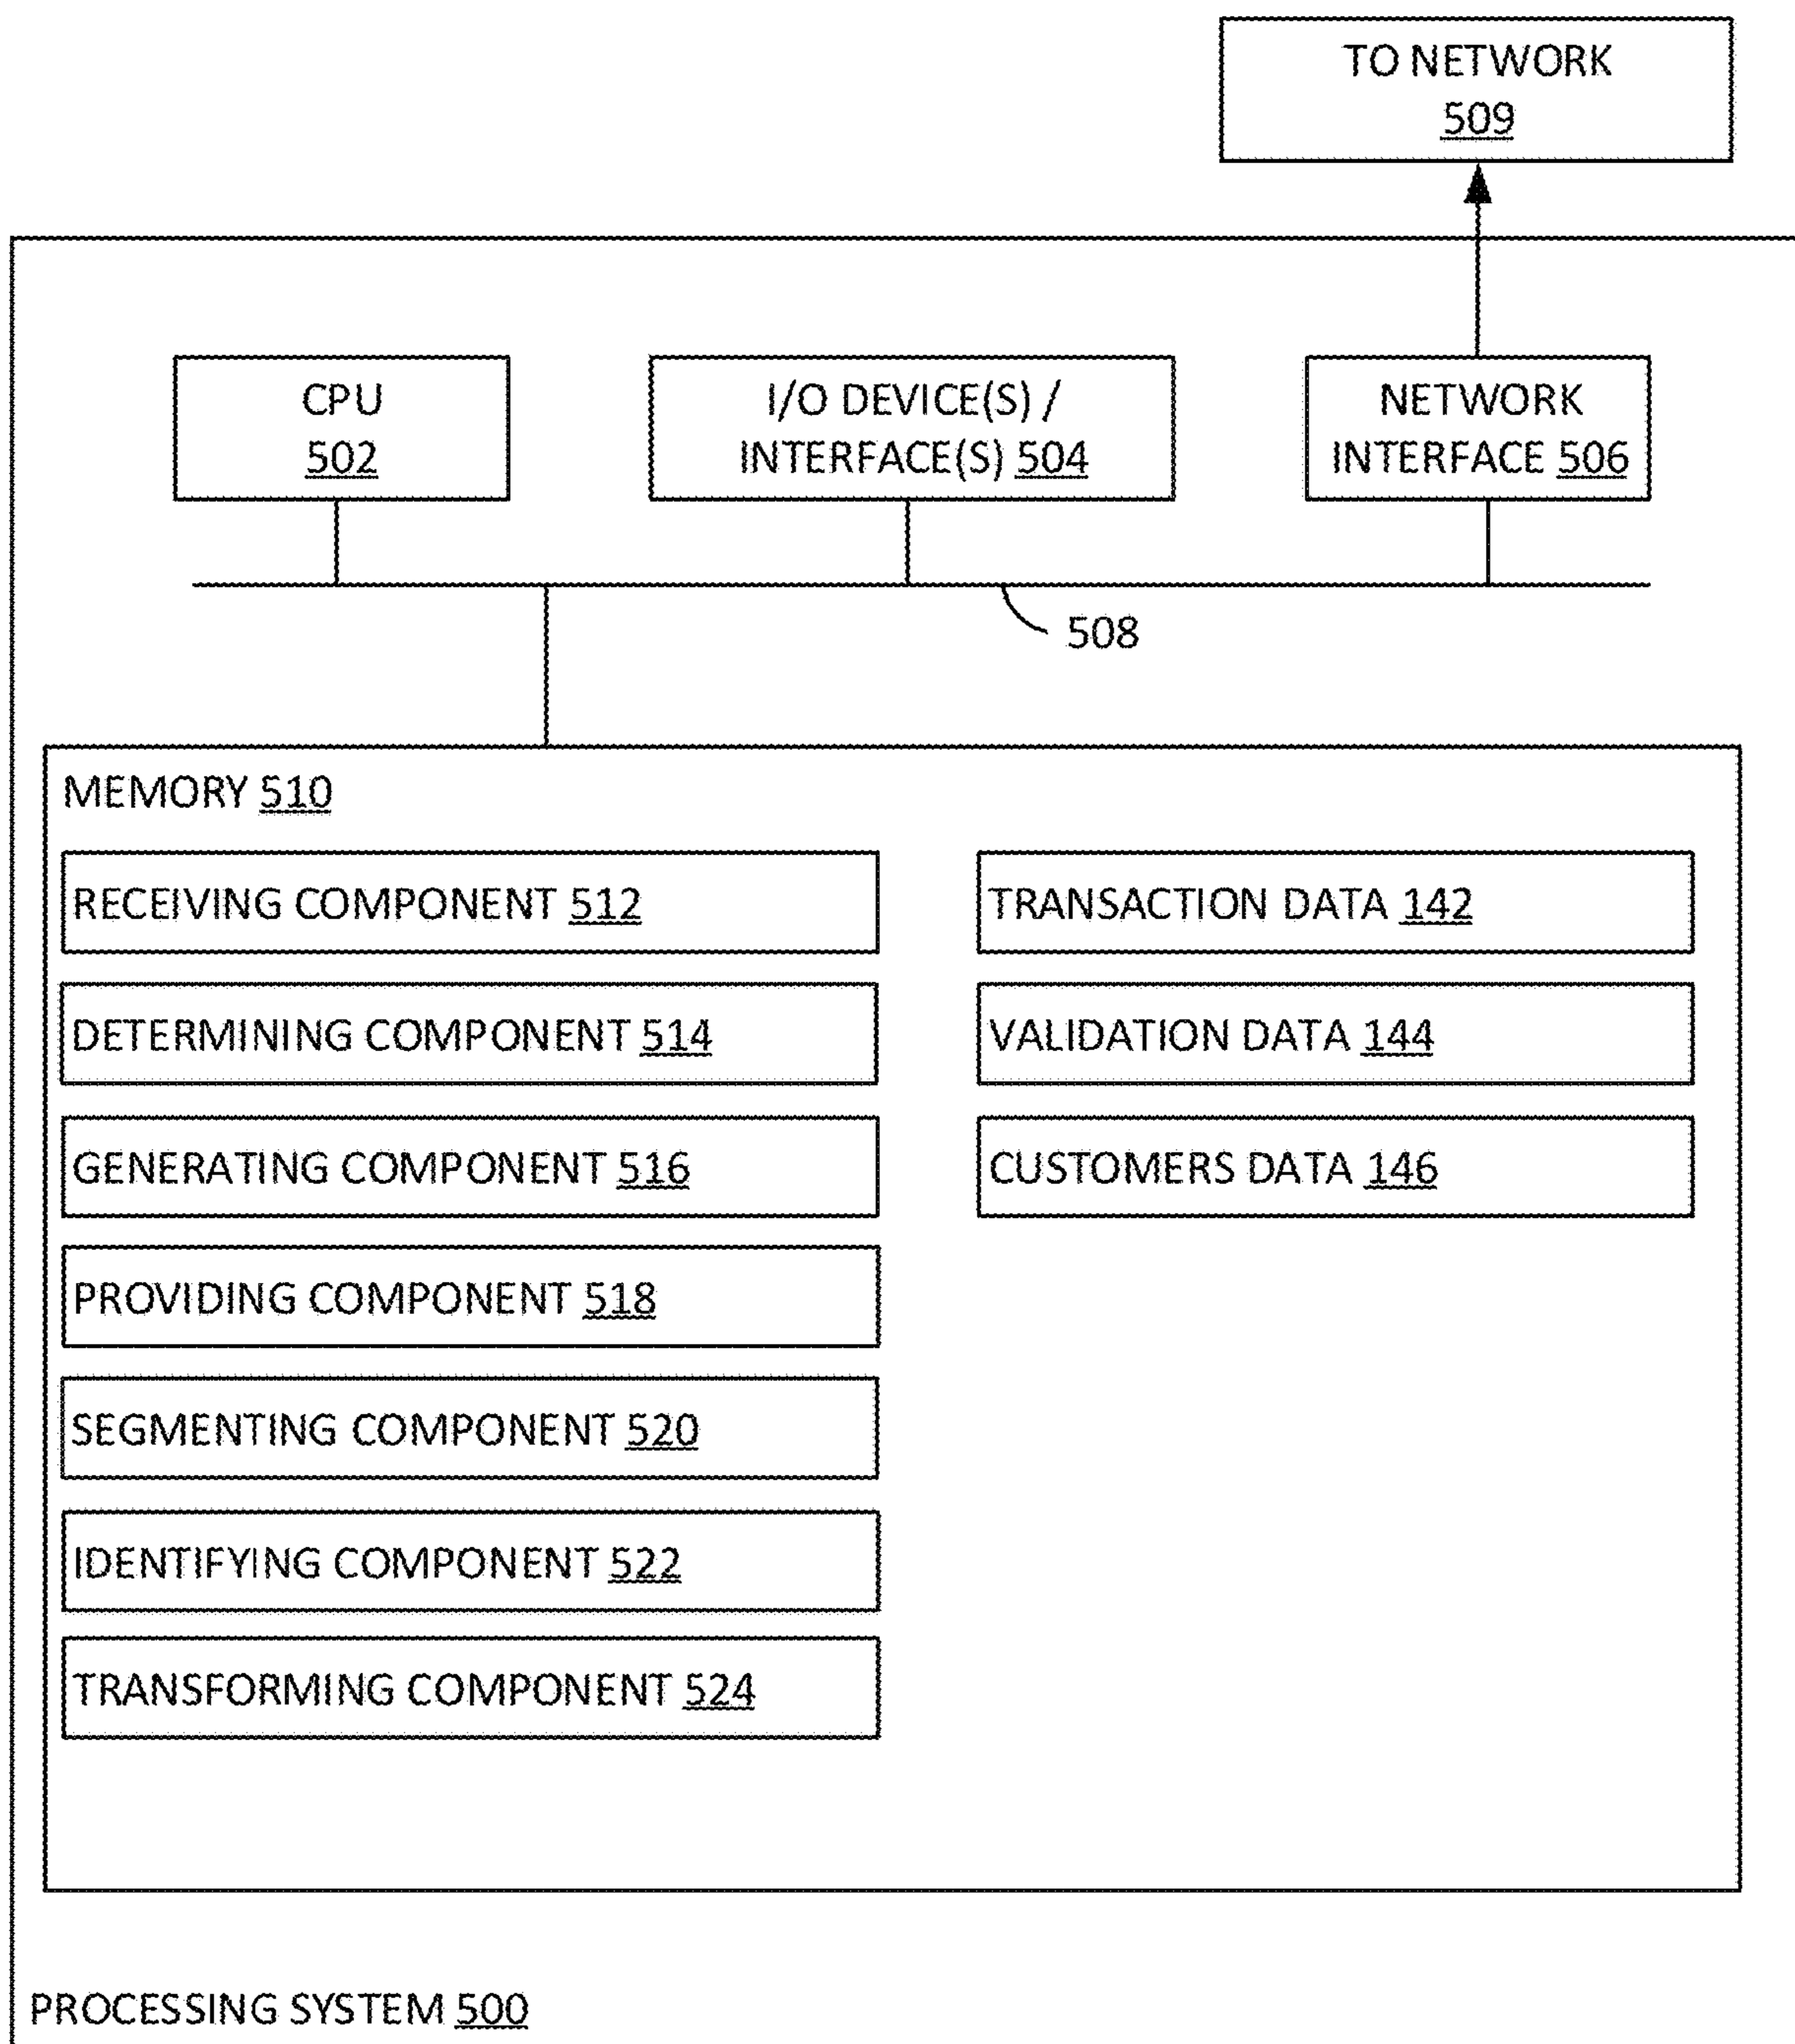 TO NETWORK
509
CPU
502
I/O DEVICE(S) /
INTERFACE(S) 504
NETWORK
INTERFACE 506
508
MEMORY 510
RECEIVING COMPONENT 512
DETERMINING COMPONENT 514
GENERATING COMPONENT 516
PROVIDING COMPONENT 518
SEGMENTING COMPONENT 520
IDENTIFYING COMPONENT 522
TRANSFORMING COMPONENT 524
TRANSACTION DATA 142
VALIDATION DATA 144
CUSTOMERS DATA 146
PROCESSING SYSTEM 500